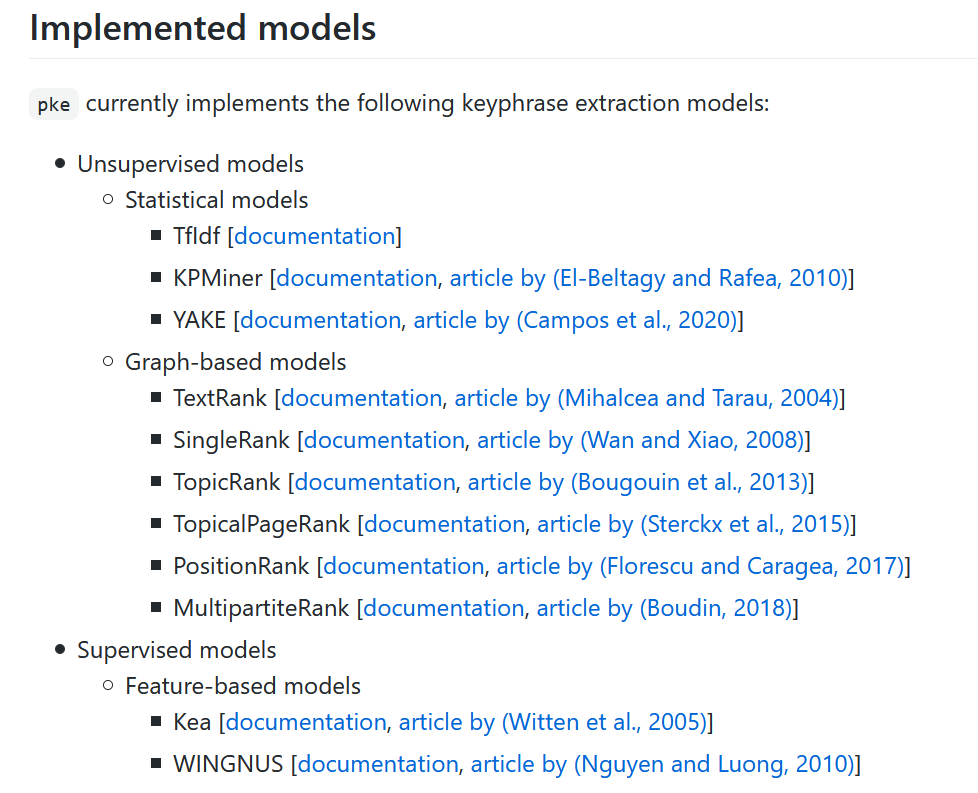 Implemented models
pke currently implements the following keyphrase extraction models:
Unsupervised models
Statistical models
TfIdf [documentation]
KPMiner [documentation, article by (El-Beltagy and Rafea, 2010)]
YAKE [documentation, article by (Campos et al., 2020)]
Graph-based models
TextRank [documentation, article by (Mihalcea and Tarau, 2004)]
SingleRank [documentation, article by (Wan and Xiao, 2008)]
TopicRank [documentation, article by (Bougouin et al., 2013)]
TopicalPageRank [documentation, article by (Sterckx et al., 2015)]
PositionRank [documentation, article by (Florescu and Caragea, 2017)]
MultipartiteRank [documentation, article by (Boudin, 2018)]
Supervised models
Feature-based models
Kea [documentation, article by (Witten et al., 2005)]
WINGNUS [documentation, article by (Nguyen and Luong, 2010)]